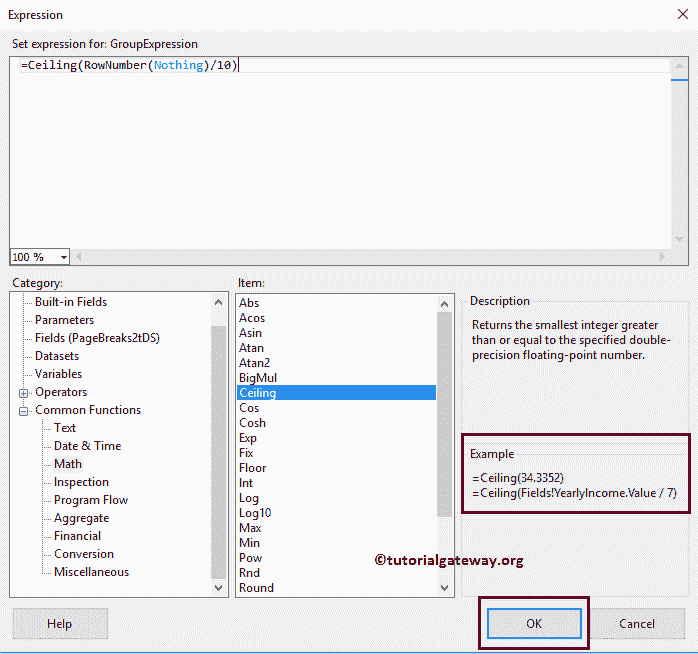 Expression
Set expression for: GroupExpression
=Ceiling(RowNumber(Nothing)/10)
100 %
Category:
Built-in Fields
Parameters
Fields (PageBreaks2tDS)
Datasets
Variables
Operators
Common Functions
Text
Date & Time
Math
Inspection
Program Flow
Aggregate
Financial
Conversion
Miscellaneous
Item:
Abs
Acos
Asin
Atan
Atan2
BigMul
Ceiling
Cos
Cosh
Exp
Fix
Floor
Int
Log
Log10
Max
Min
Pow
Rnd
Round
Description
Returns the smallest integer greater
than or equal to the specified double-
precision floating-point number.
Example
=Ceiling(34.3352)
=Ceiling(Fields!YearlyIncome.Value / 7)
©tutorialgateway.org
Help
OK
Cancel